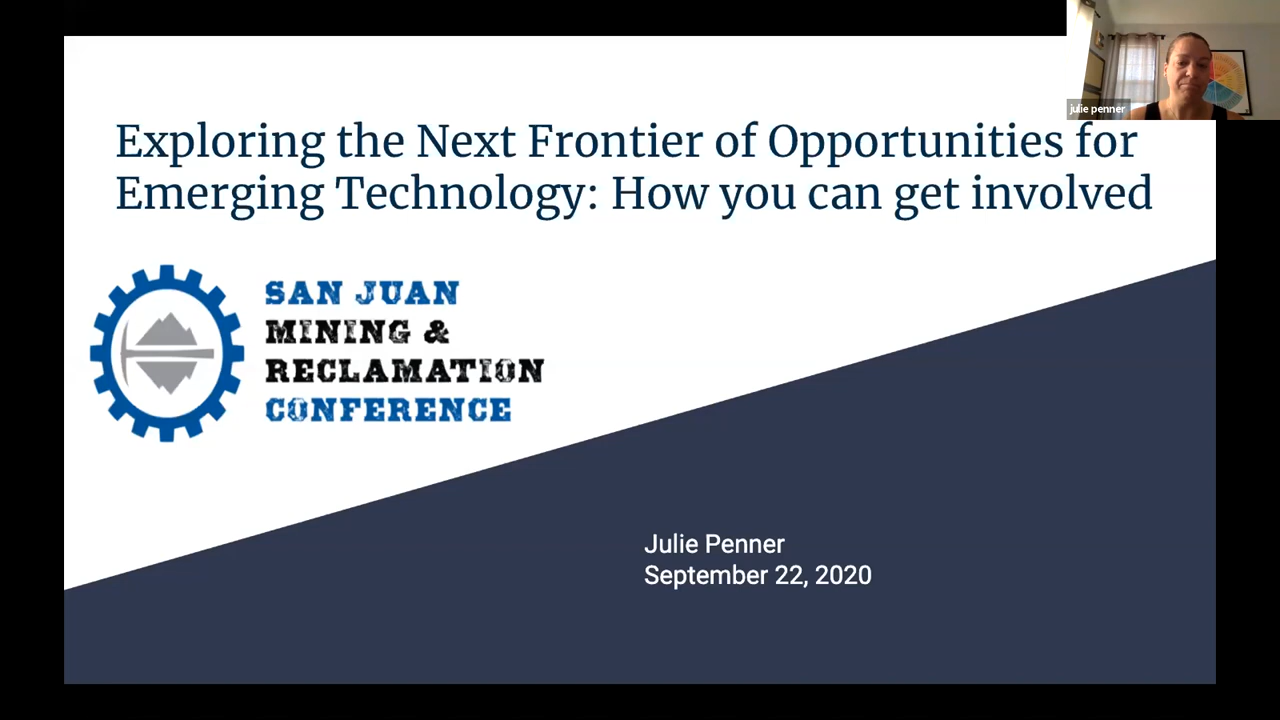 julie penner
Exploring the Next Frontier of Opportunities for
Emerging Technology: How you can get involved
SAN JUAN
MINING &
RECLAMATION
CONFERENCE
Julie Penner
September 22, 2020